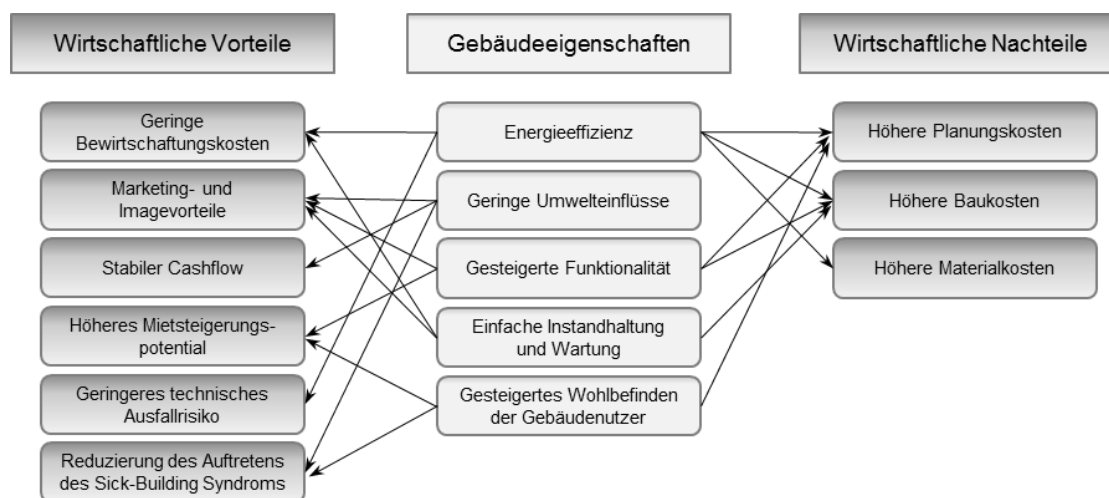 Wirtschaftliche Vorteile
Gebäudeeigenschaften
Wirtschaftliche Nachteile
Geringe
Bewirtschaftungskosten
Marketing- und
Imagevorteile
Stabiler Cashflow
Höheres Mietsteigerungs-
potential
Geringeres technisches
Ausfallrisiko
Reduzierung des Auftretens
des Sick-Building Syndroms
Energieeffizienz
Geringe Umwelteinflüsse
Gesteigerte Funktionalität
Einfache Instandhaltung
und Wartung
Gesteigertes Wohlbefinden
der Gebäudenutzer
Höhere Planungskosten
Höhere Baukosten
Höhere Materialkosten